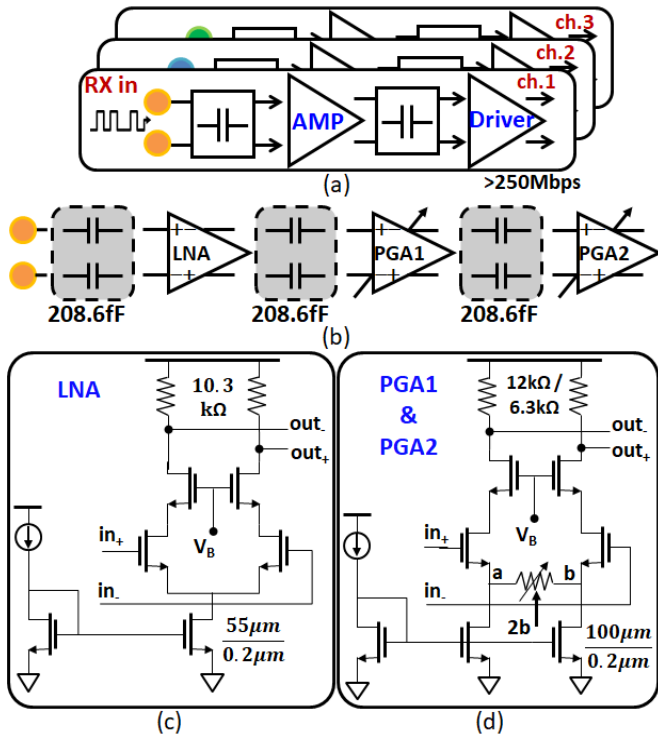 ch.3
ch.2
RX in
ch.1
AMP
Driver
(a)
>250Mbps
LNA
PGA1
PGA2
208.6fF
208.6fF
208.6fF
(b)
LNA
10.3
kΩ
out-
out+
in+
VB
in-
55μm
0.2μm
(c)
PGA1
&
PGA2
12kΩ /
6.3kΩ
out-
out+
in+
VB
a
b
in-
2b
100μm
0.2μm
(d)